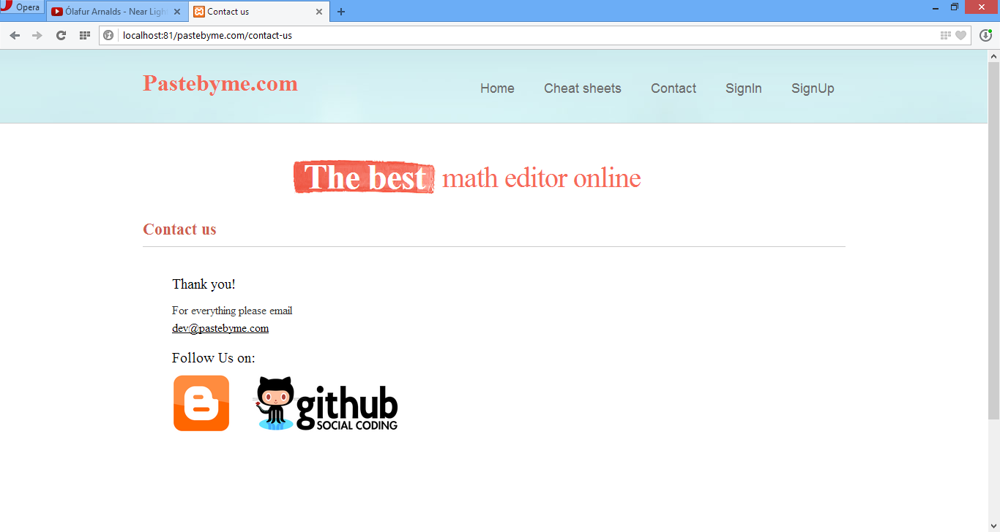 Opera
Ólafur Arnalds - Near Ligh
Contact us
localhost:81/pastebyme.com/contact-us
Pastebyme.com
Home
Cheat sheets
Contact
SignIn
SignUp
The best math editor online
Contact us
Thank you!
For everything please email
dev@pastebyme.com
Follow Us on:
github
SOCIAL CODING